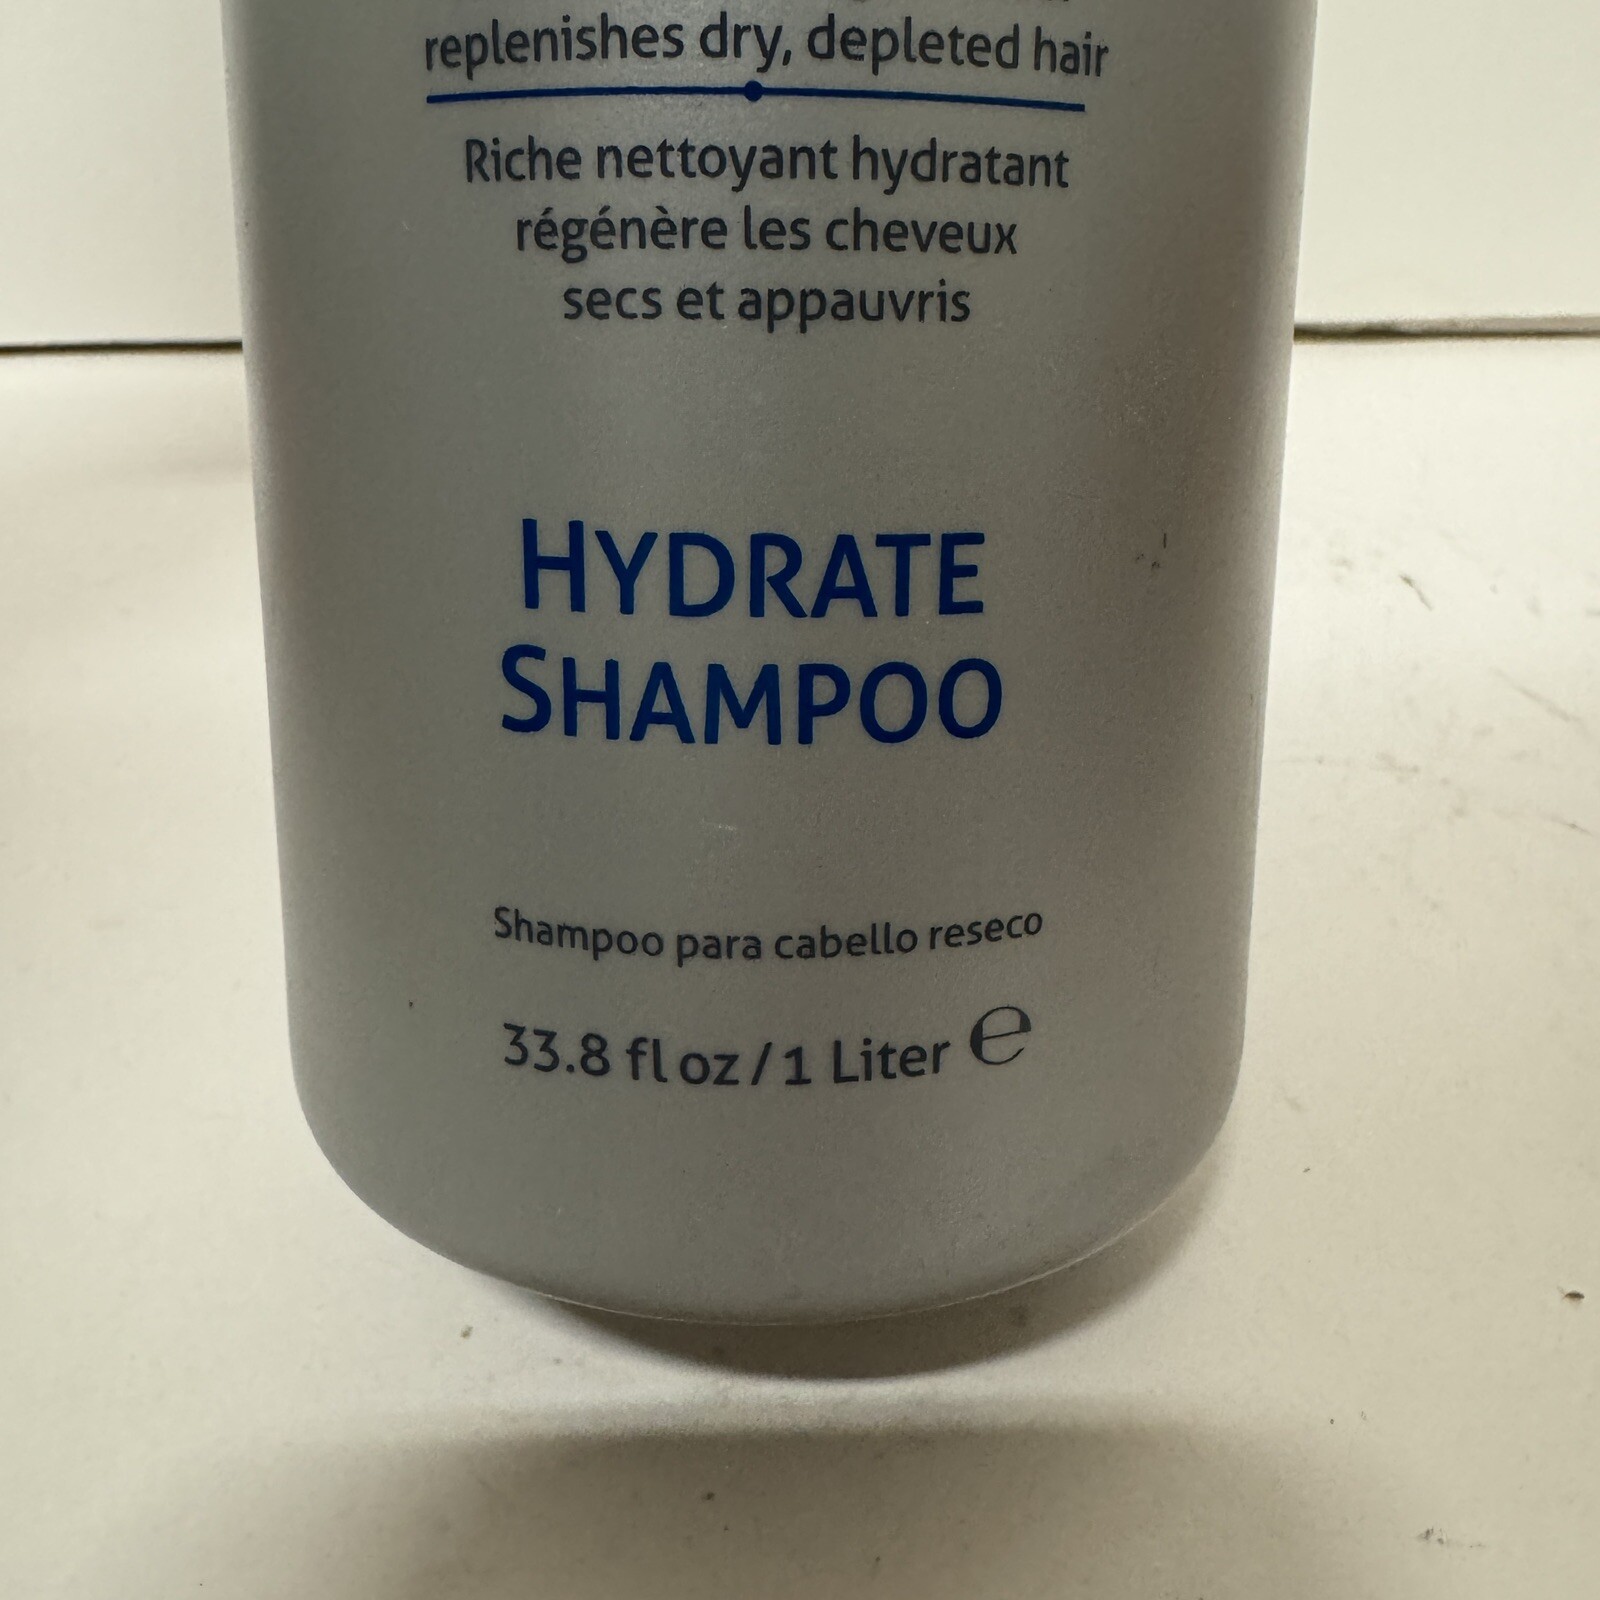 replenishes dry, depleted hair
Riche nettoyant hydratant
régénère les cheveux
secs et appauvris
HYDRATE
SHAMPOO
Shampoo para cabello reseco
33.8 fl oz / 1 Liter ℮